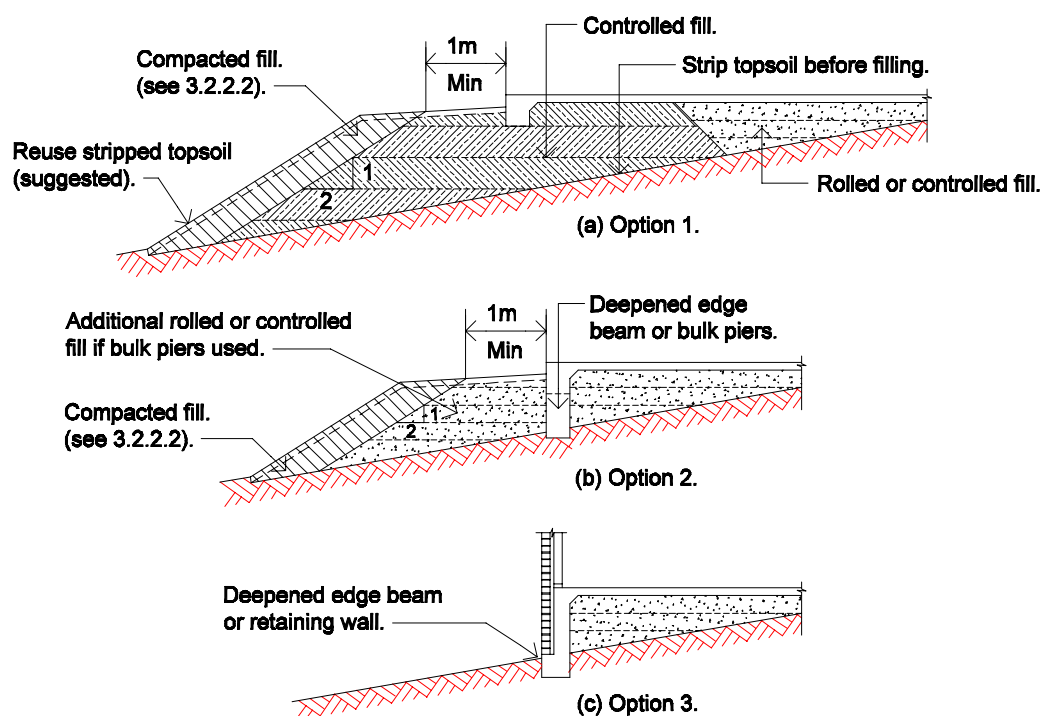 Controlled fill.
1m
Min
Compacted fill.
(see 3.2.2.2).
Strip topsoil before filling.
Reuse stripped topsoil
(suggested).
1
2
Rolled or controlled fill.
(a) Option 1.
Deepened edge
beam or bulk piers.
1m
Min
Additional rolled or controlled
fill if bulk piers used.
1
2
Compacted fill.
(see 3.2.2.2).
(b) Option 2.
Deepened edge beam
or retaining wall.
(c) Option 3.